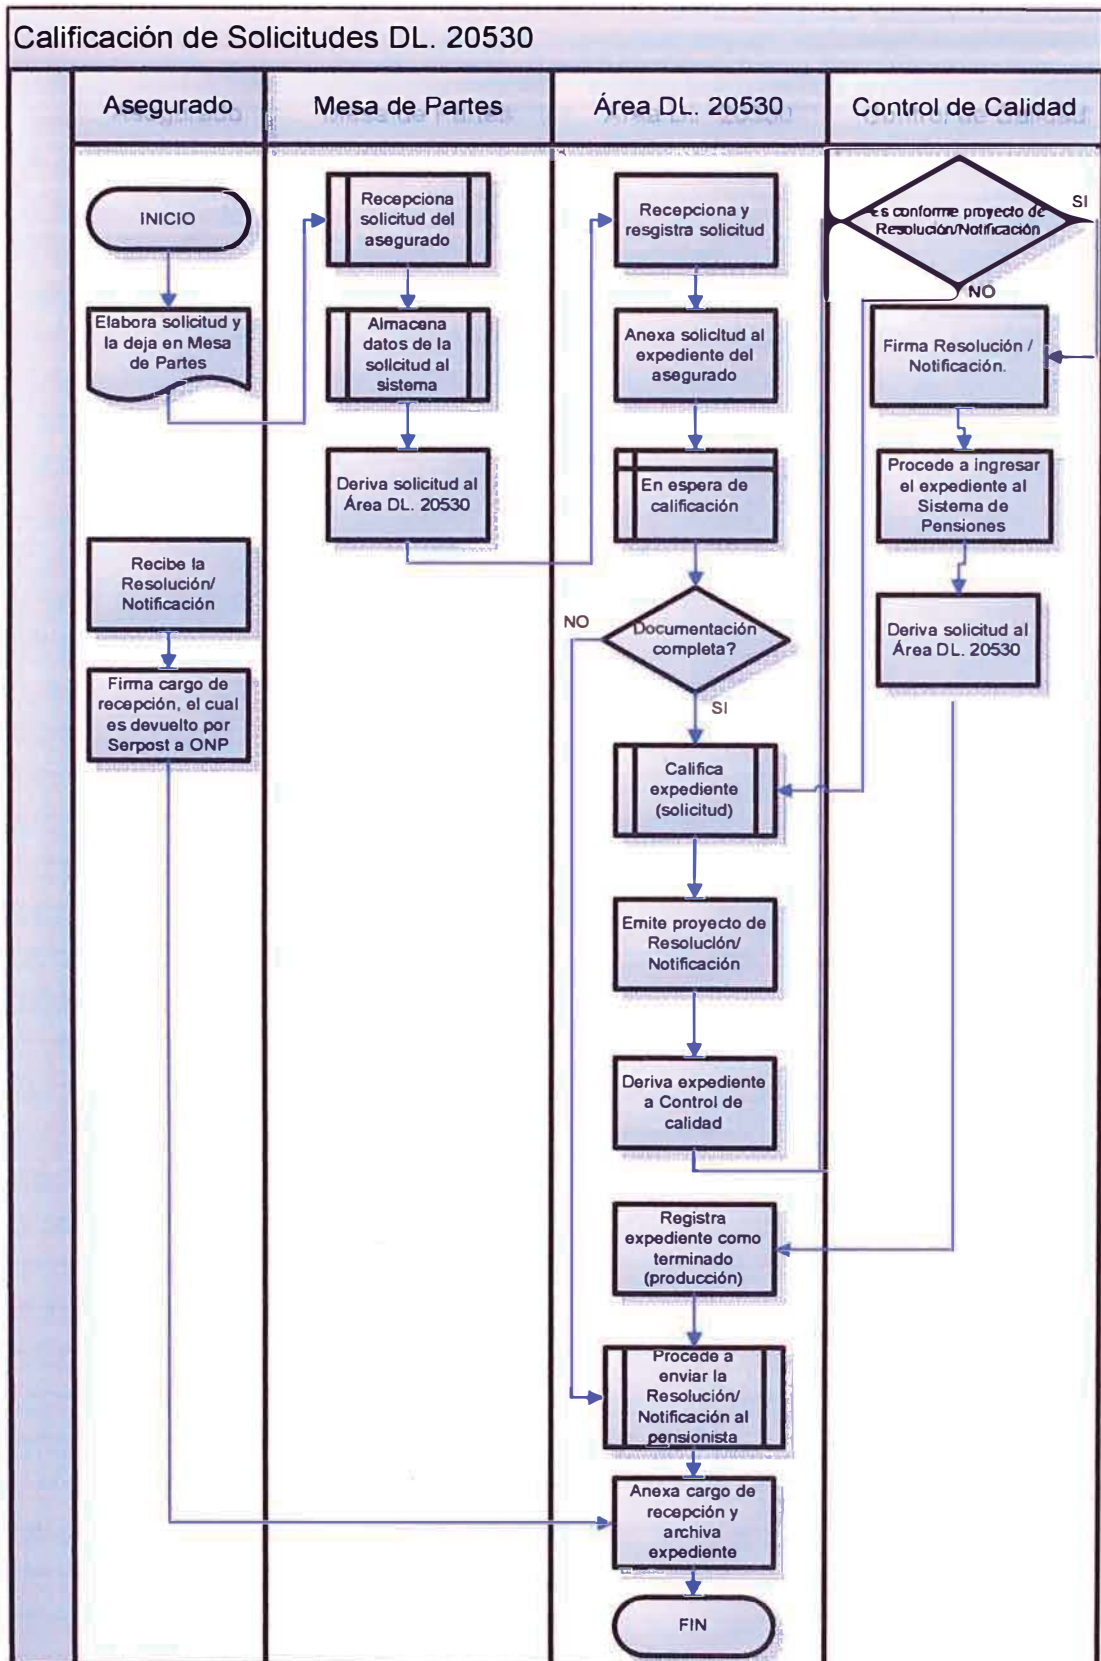 Calificación de Solicitudes DL. 20530
Asegurado
Mesa de Partes
Área DL. 20530
Control de Calidad
INICIO
Elabora solicitud y
la deja en Mesa
de Partes
Recibe la
Resolución/
Notificación
Firma cargo de
recepción, el cual
es devuelto por
Serpost a ONP
Recepciona
solicitud del
asegurado
Almacena
datos de la
solicitud al
sistema
Deriva solicitud al
Área DL. 20530
Recepciona y
resgistra solicitud
Anexa solicitud al
expediente del
asegurado
En espera de
calificación
NO
Documentación
completa?
SI
Califica
expediente
(solicitud)
Emite proyecto de
Resolución/
Notificación
Deriva expediente
a Control de
calidad
Registra
expediente como
terminado
(producción)
Procede a
enviar la
Resolución/
Notificación al
pensionista
Anexa cargo de
recepción y
archiva
expediente
FIN
SI
Es conforme proyecto de
Resolución/Notificación
NO
Firma Resolución /
Notificación.
Procede a ingresar
el expediente al
Sistema de
Pensiones
Deriva solicitud al
Área DL. 20530